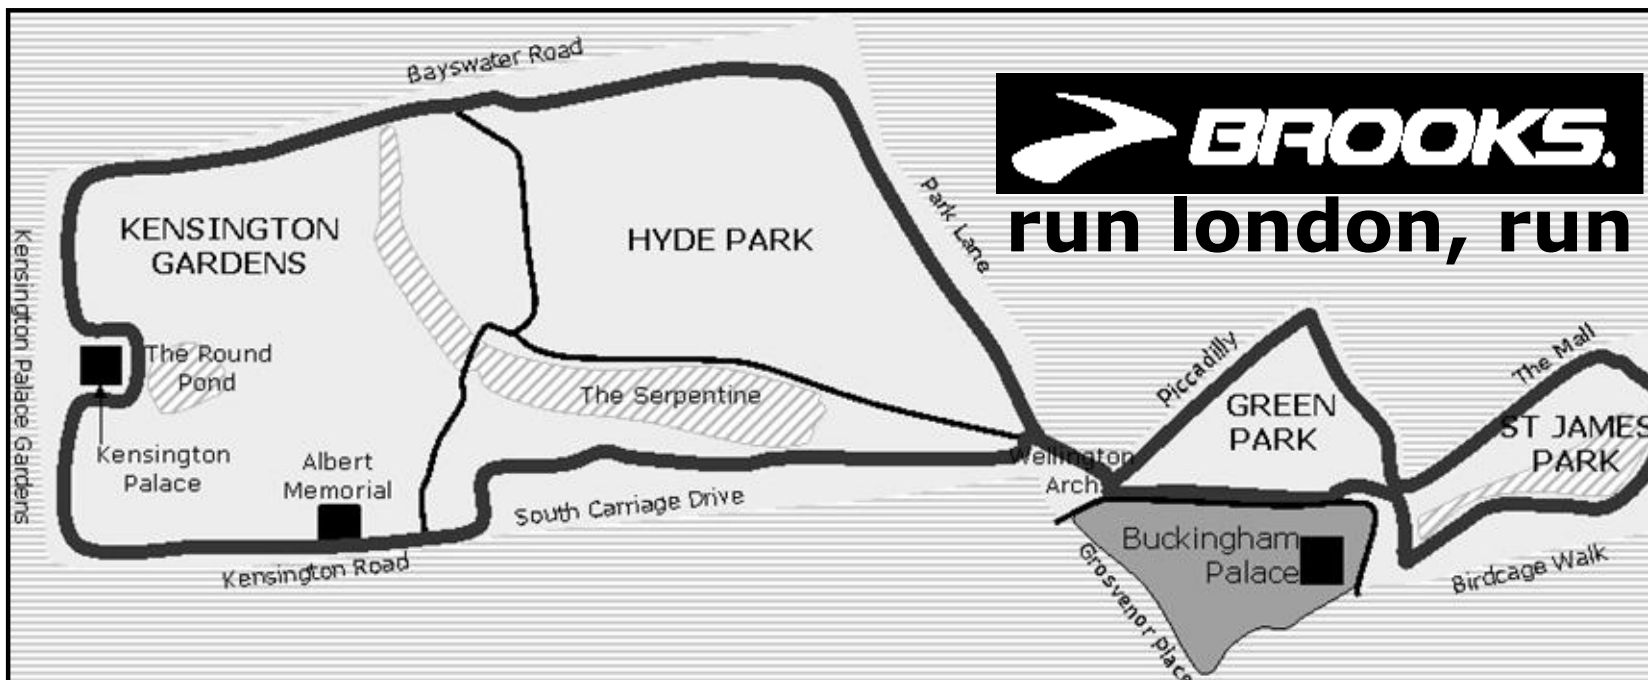 Bayswater Road
BROOKS.
run london, run
Park Lane
KENSINGTON
GARDENS
HYDE PARK
Kensington Palace Gardens
The Round
Pond
Kensington
Palace
Albert
Memorial
The Serpentine
South Carriage Drive
Kensington Road
Wellington
Arch
Piccadilly
GREEN
PARK
The Mall
ST JAMES
PARK
Buckingham
Palace
Grosvenor place
Birdcage Walk